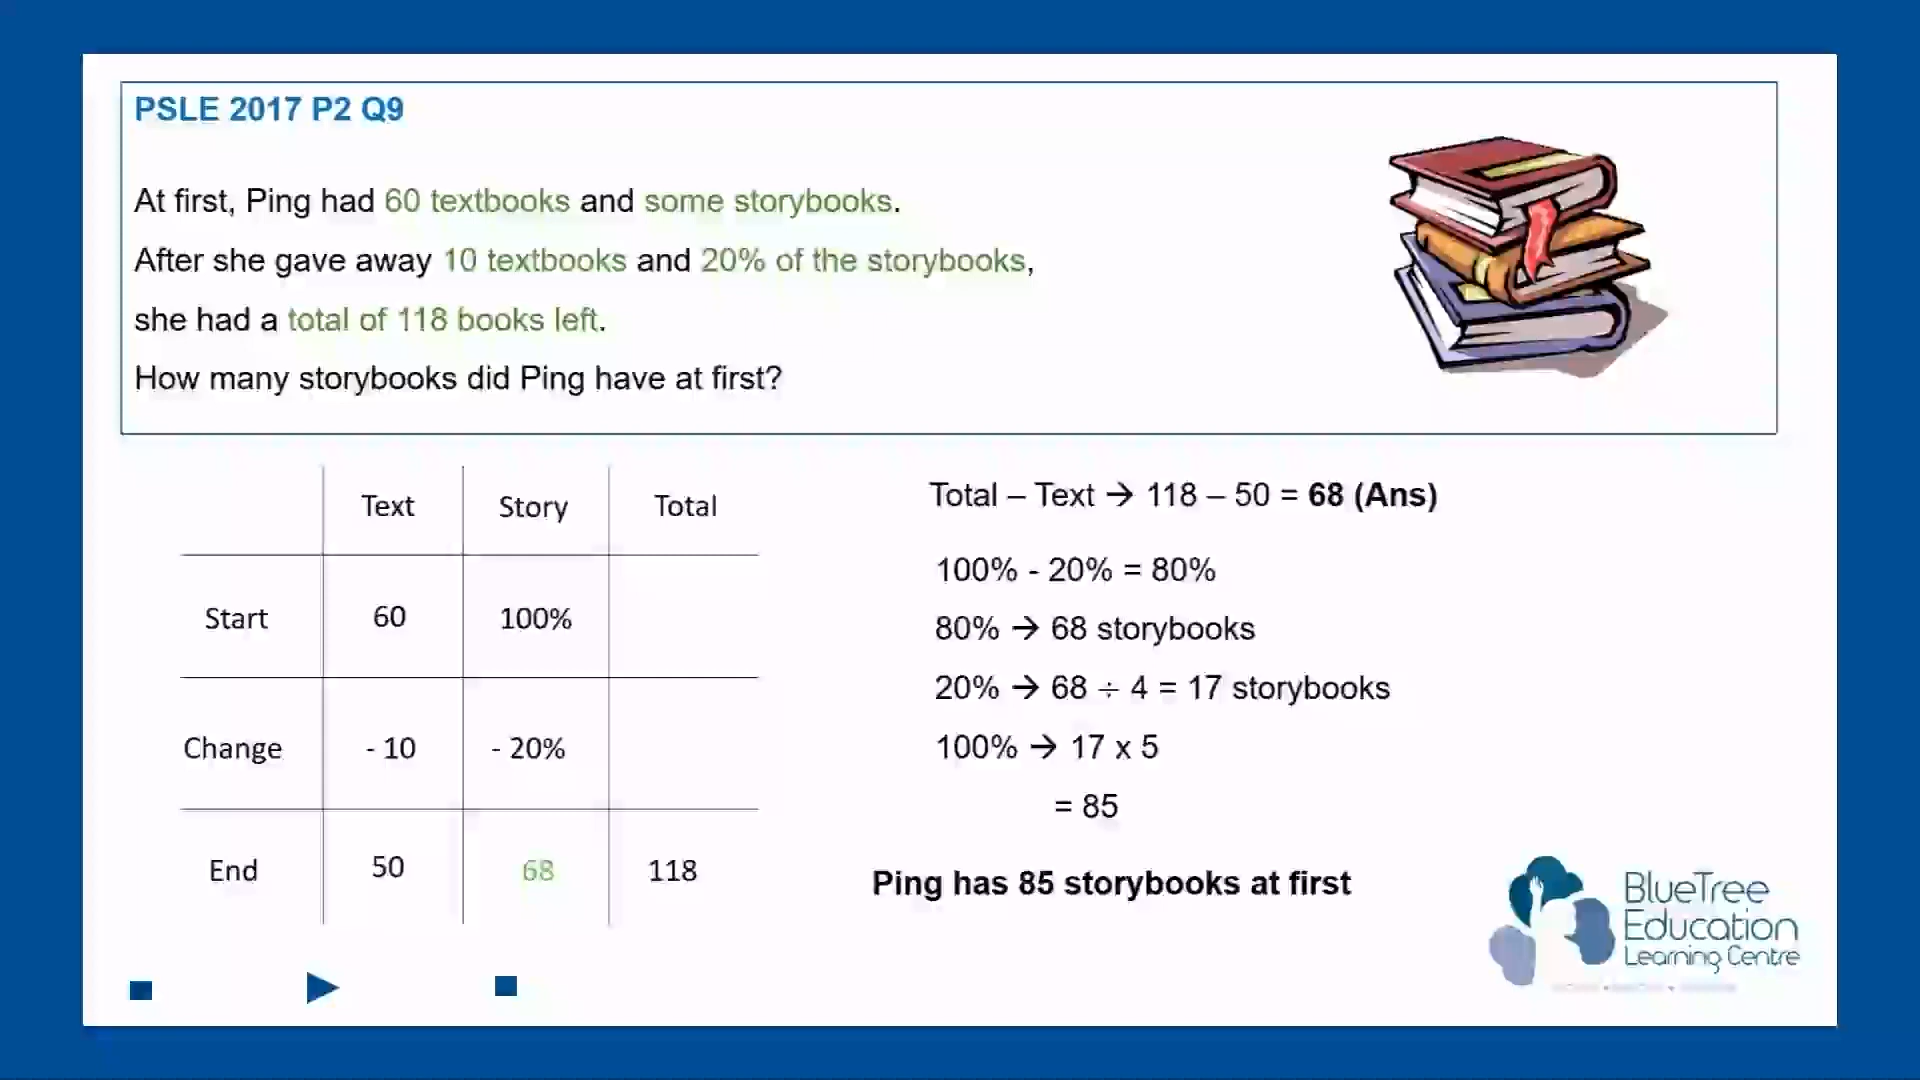 PSLE 2017 P2 Q9
At first, Ping had 60 textbooks and some storybooks.
After she gave away 10 textbooks and 20% of the storybooks,
she had a total of 118 books left.
How many storybooks did Ping have at first?
Text Story Total
Start 60 100%
Change - 10 - 20%
End 50 68 118
Total – Text → 118 – 50 = 68 (Ans)
100% - 20% = 80%
80% → 68 storybooks
20% → 68 ÷ 4 = 17 storybooks
100% → 17 x 5
= 85
Ping has 85 storybooks at first
BlueTree
Education
Learning Centre